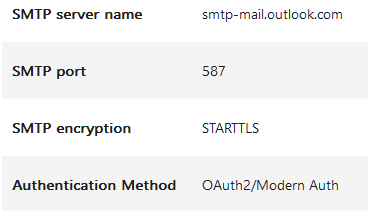 SMTP server name smtp-mail.outlook.com
SMTP port 587
SMTP encryption STARTTLS
Authentication Method OAuth2/Modern Auth